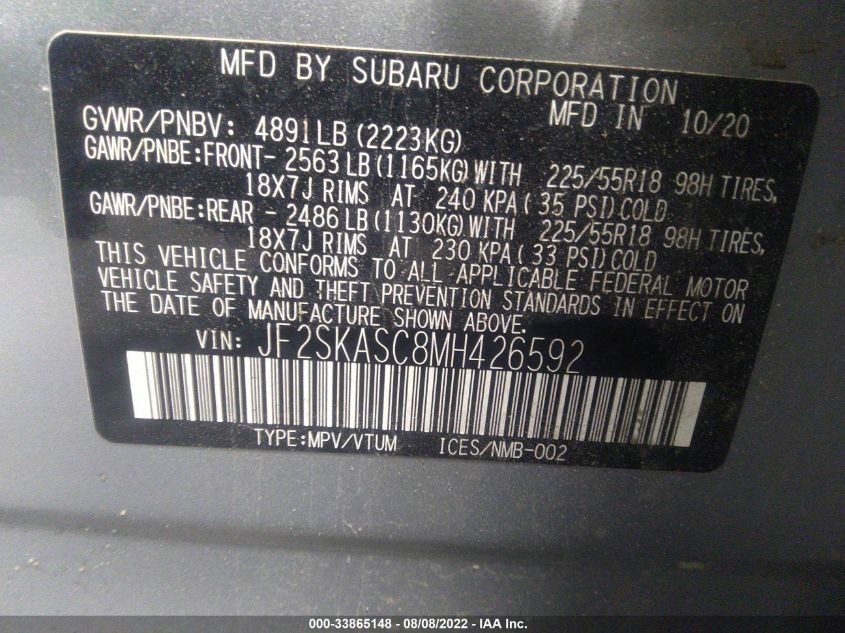 MFD BY SUBARU CORPORATION
MFD IN 10/20
GVWR/PNBV: 4891LB (2223KG)
GAWR/PNBE:FRONT- 2563LB (1165KG) WITH 225/55R18 98H TIRES,
18X7J RIMS AT 240 KPA ( 35 PSI) COLD
GAWR/PNBE:REAR - 2486LB (1130KG) WITH 225/55R18 98H TIRES,
18X7J RIMS AT 230 KPA ( 33 PSI) COLD
THIS VEHICLE CONFORMS TO ALL APPLICABLE FEDERAL MOTOR
VEHICLE SAFETY AND THEFT PREVENTION STANDARDS IN EFFECT ON
THE DATE OF MANUFACTURE SHOWN ABOVE.
VIN: JF2SKASC8MH426592
TYPE:MPV/VTUM ICES/NMB-002
000-33865148 - 08/08/2022 - IAA Inc.